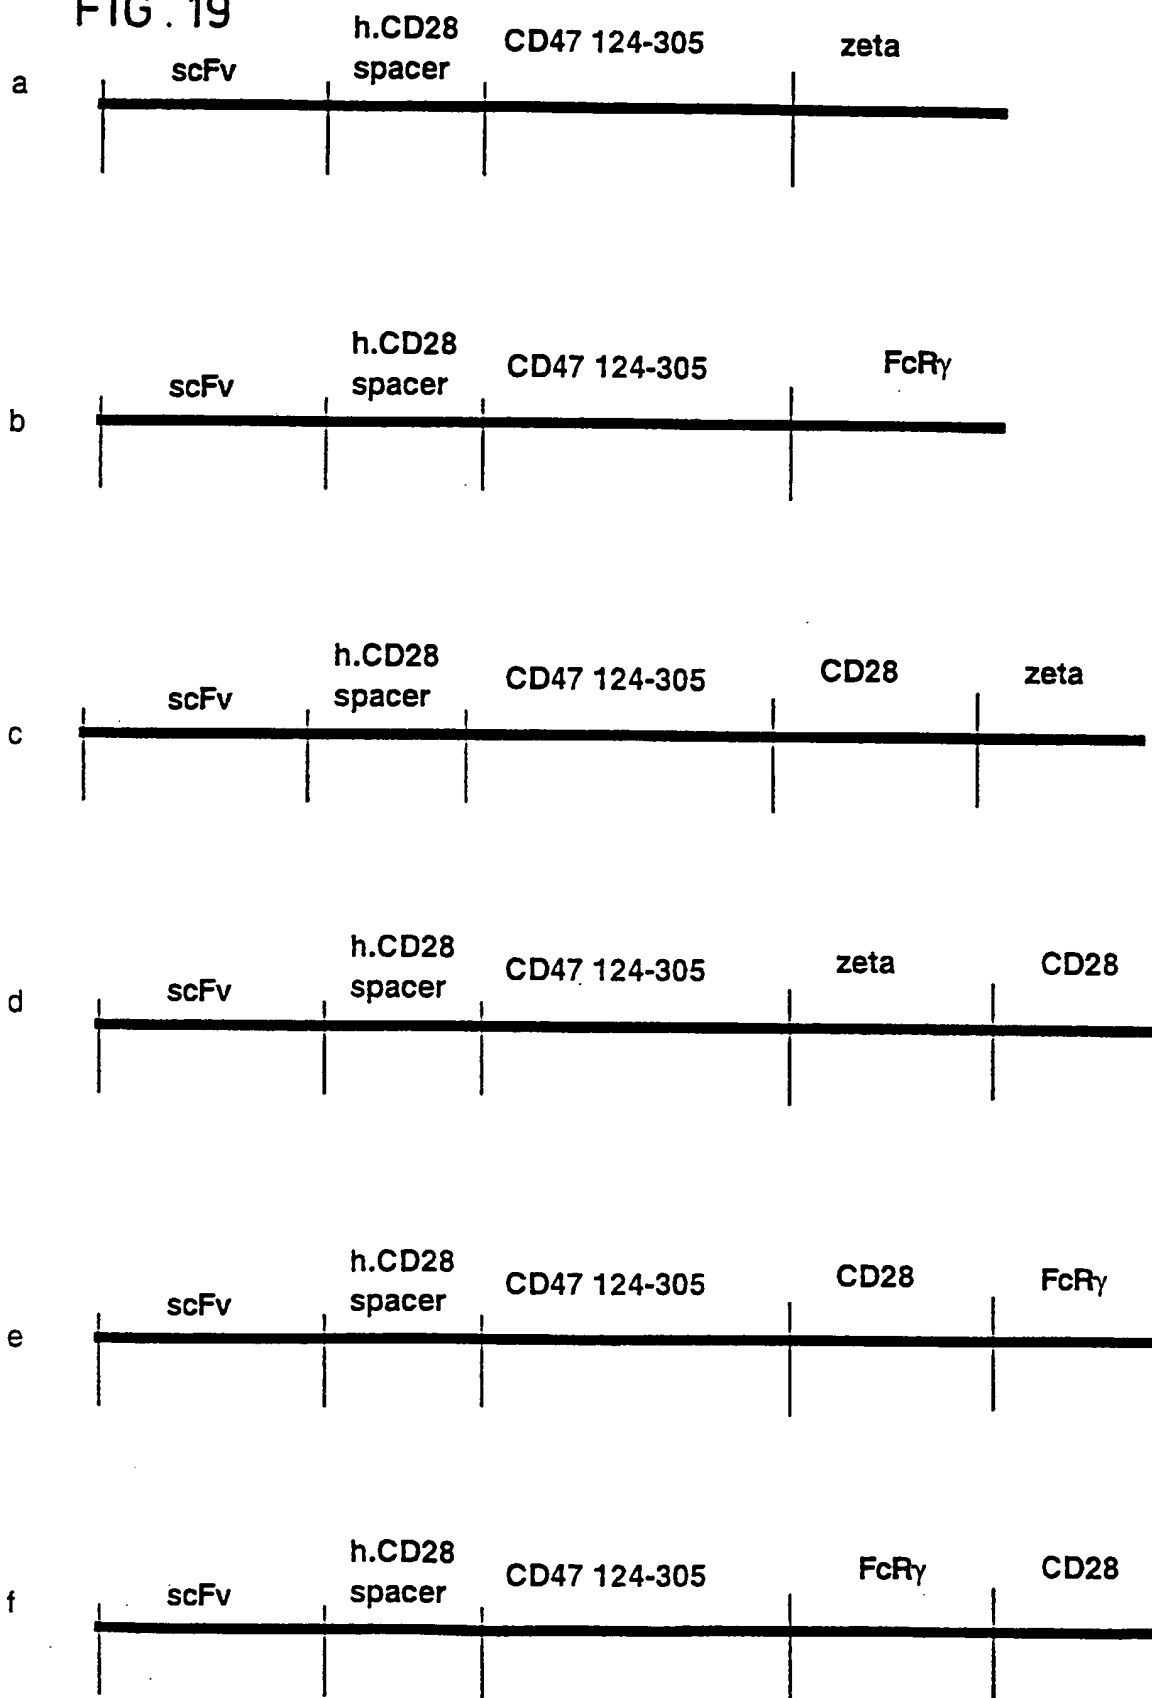 FIG. 19
a scFv h.CD28 spacer CD47 124-305 zeta
b scFv h.CD28 spacer CD47 124-305 FcRγ
c scFv h.CD28 spacer CD47 124-305 CD28 zeta
d scFv h.CD28 spacer CD47 124-305 zeta CD28
e scFv h.CD28 spacer CD47 124-305 CD28 FcRγ
f scFv h.CD28 spacer CD47 124-305 FcRγ CD28